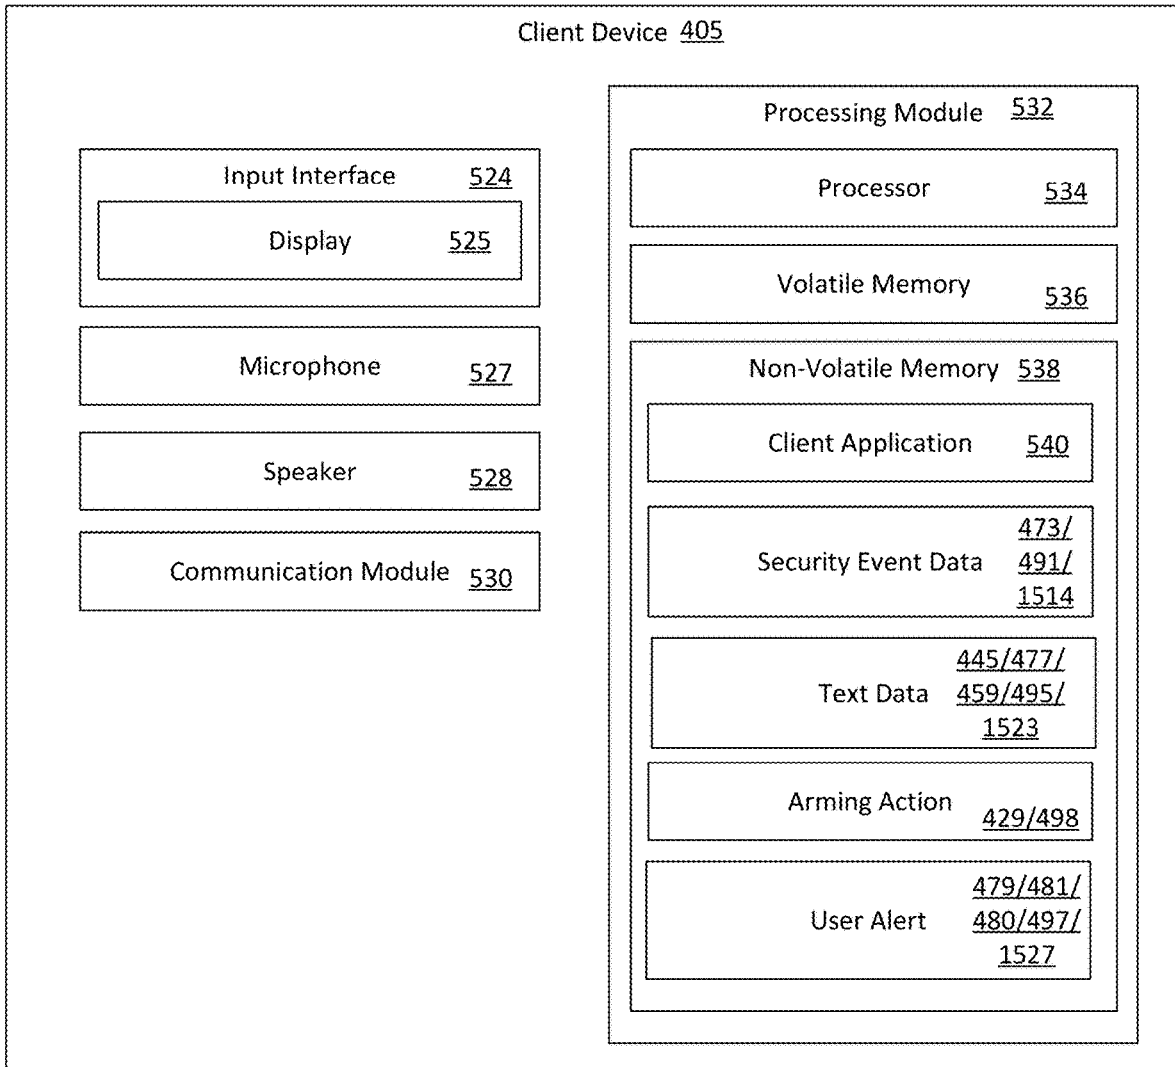 Client Device 405
Input Interface 524
Display 525
Microphone 527
Speaker 528
Communication Module 530
Processing Module 532
Processor 534
Volatile Memory 536
Non-Volatile Memory 538
Client Application 540
Security Event Data 473/
491/
1514
Text Data 445/477/
459/495/
1523
Arming Action 429/498
User Alert 479/481/
480/497/
1527